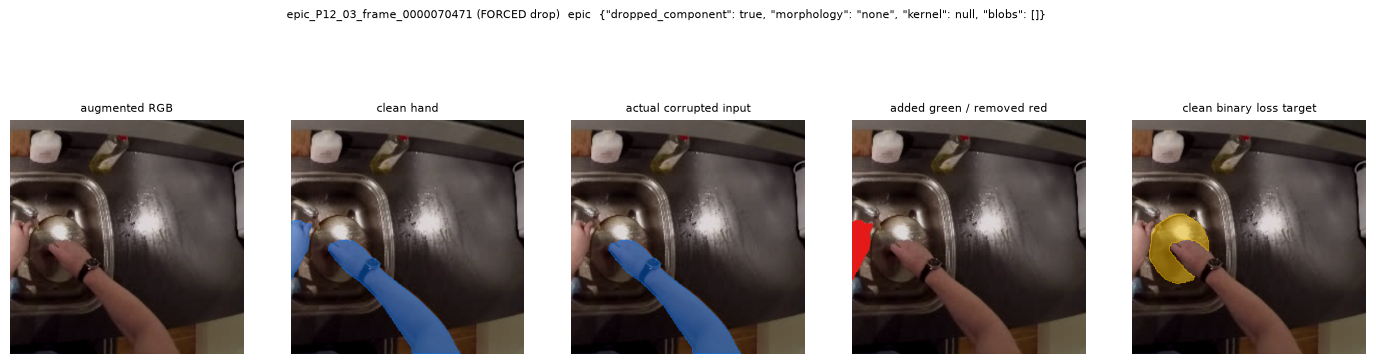 epic_P12_03_frame_0000070471 (FORCED drop)  epic  {"dropped_component": true, "morphology": "none", "kernel": null, "blobs": []}
augmented RGB
clean hand
actual corrupted input
added green / removed red
clean binary loss target